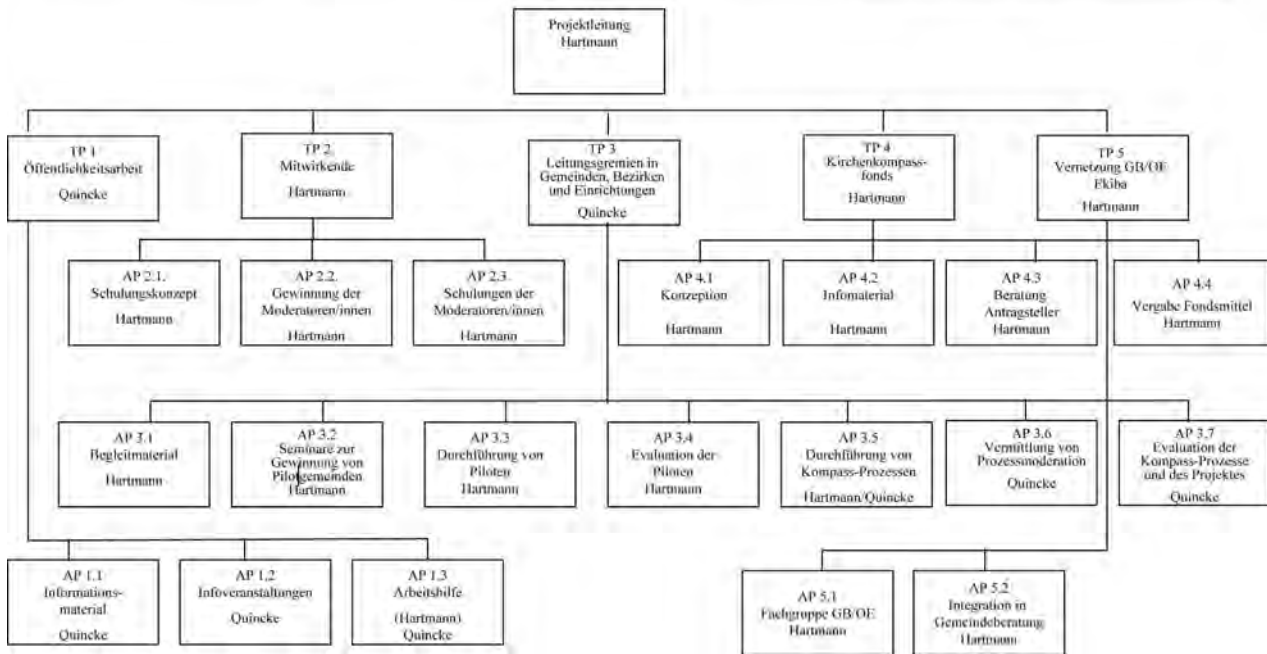 Projektleitung
Hartmann
TP 1
Öffentlichkeitsarbeit
Quincke
TP 2
Mitwirkende
Hartmann
TP 3
Leitungsgremien in
Gemeinden, Bezirken
und Einrichtungen
Quincke
TP 4
Kirchenkompass-
fonds
Hartmann
TP 5
Vernetzung GB/OE
Ekiba
Hartmann
AP 2.1.
Schulungskonzept
Hartmann
AP 2.2.
Gewinnung der
Moderatoren/innen
Hartmann
AP 2.3.
Schulungen der
Moderatoren/innen
Hartmann
AP 4.1
Konzeption
Hartmann
AP 4.2
Infomaterial
Hartmann
AP 4.3
Beratung
Antragsteller
Hartmann
AP 4.4
Vergabe Fondsmittel
Hartmann
AP 3.1
Begleitmaterial
Hartmann
AP 3.2
Seminare zur
Gewinnung von
Pilotgemeinden
Hartmann
AP 3.3
Durchführung von
Piloten
Hartmann
AP 3.4
Evaluation der
Piloten
Hartmann
AP 3.5
Durchführung von
Kompass-Prozessen
Hartmann/Quincke
AP 3.6
Vermittlung von
Prozessmoderation
Quincke
AP 3.7
Evaluation der
Kompass-Prozesse
und des Projektes
Quincke
AP 1.1
Informations-
material
Quincke
AP 1.2
Infoveranstaltungen
Quincke
AP 1.3
Arbeitshilfe
(Hartmann)
Quincke
AP 5.1
Fachgruppe GB/OE
Hartmann
AP 5.2
Integration in
Gemeindeberatung
Hartmann